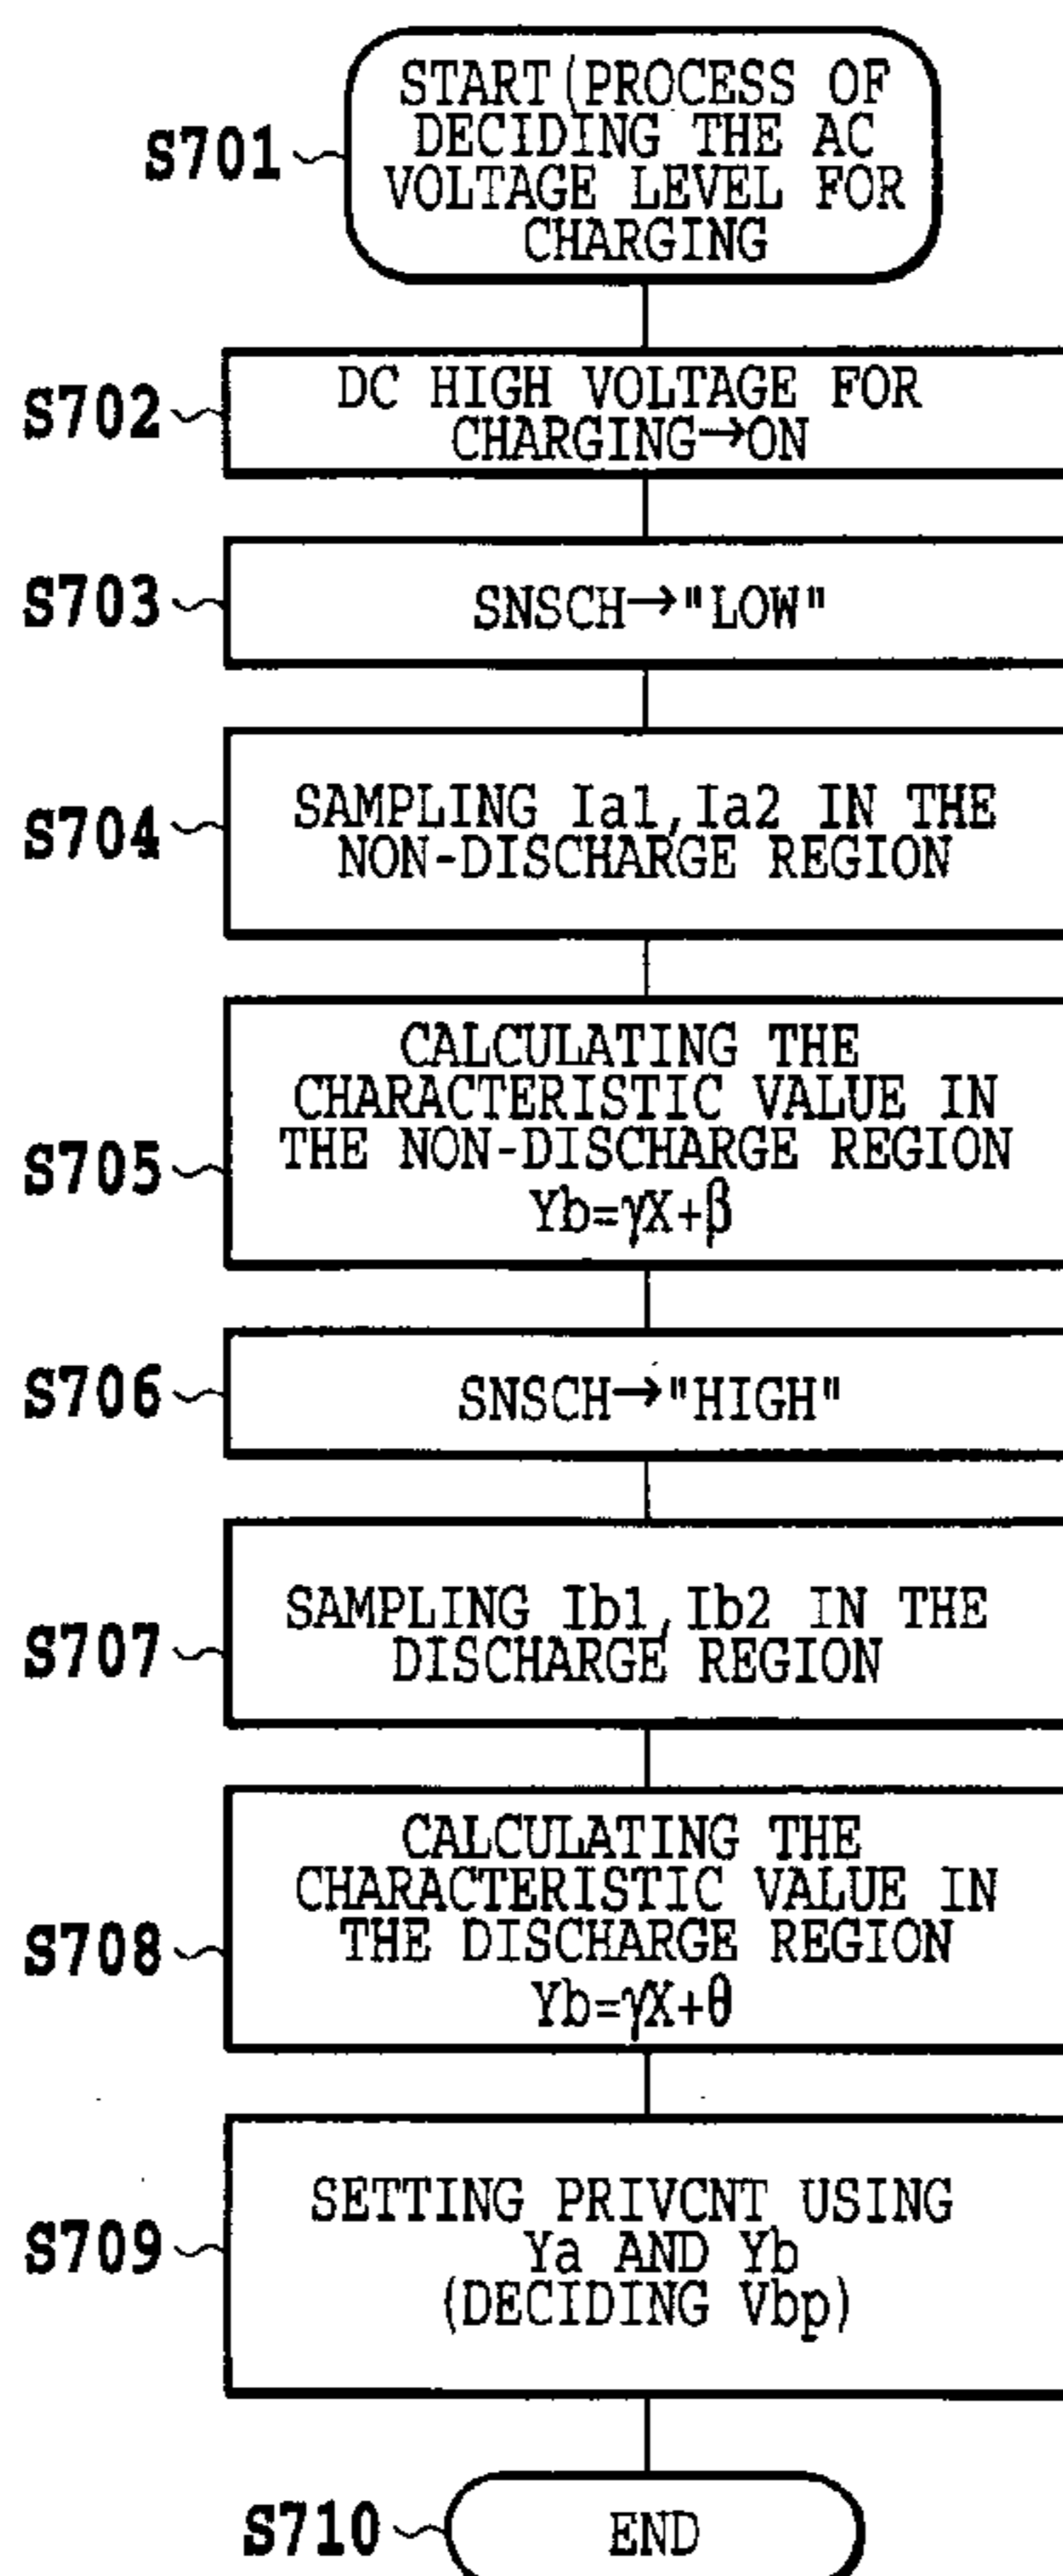 S701
START(PROCESS OF
DECIDING THE AC
VOLTAGE LEVEL FOR
CHARGING
S702
DC HIGH VOLTAGE FOR
CHARGING→ON
S703
SNSCH→"LOW"
S704
SAMPLING Ia1,Ia2 IN THE
NON-DISCHARGE REGION
S705
CALCULATING THE
CHARACTERISTIC VALUE IN
THE NON-DISCHARGE REGION
Yb=γX+β
S706
SNSCH→"HIGH"
S707
SAMPLING Ib1,Ib2 IN THE
DISCHARGE REGION
S708
CALCULATING THE
CHARACTERISTIC VALUE IN
THE DISCHARGE REGION
Yb=γX+θ
S709
SETTING PRIVCNT USING
Ya AND Yb
(DECIDING Vbp)
S710
END